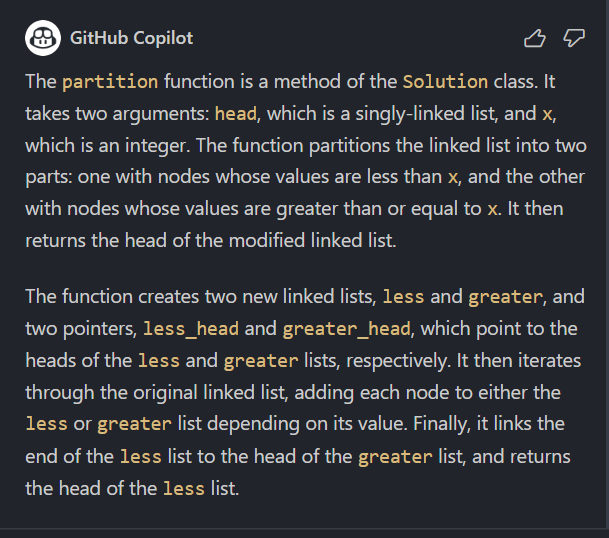 GitHub Copilot
The partition function is a method of the Solution class. It
takes two arguments: head, which is a singly-linked list, and x,
which is an integer. The function partitions the linked list into two
parts: one with nodes whose values are less than x, and the other
with nodes whose values are greater than or equal to x. It then
returns the head of the modified linked list.
The function creates two new linked lists, less and greater, and
two pointers, less_head and greater_head, which point to the
heads of the less and greater lists, respectively. It then iterates
through the original linked list, adding each node to either the
less or greater list depending on its value. Finally, it links the
end of the less list to the head of the greater list, and returns
the head of the less list.